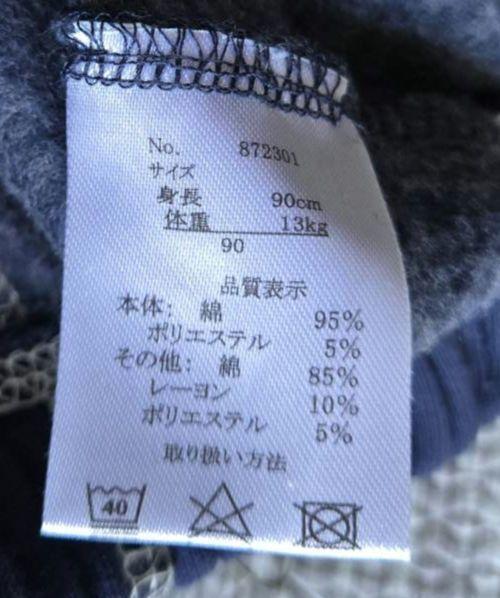 No. 872301
サイズ
身長 90cm
体重 13kg
90
品質表示
本体: 綿 95%
ポリエステル 5%
その他: 綿 85%
レーヨン 10%
ポリエステル 5%
取り扱い方法
40